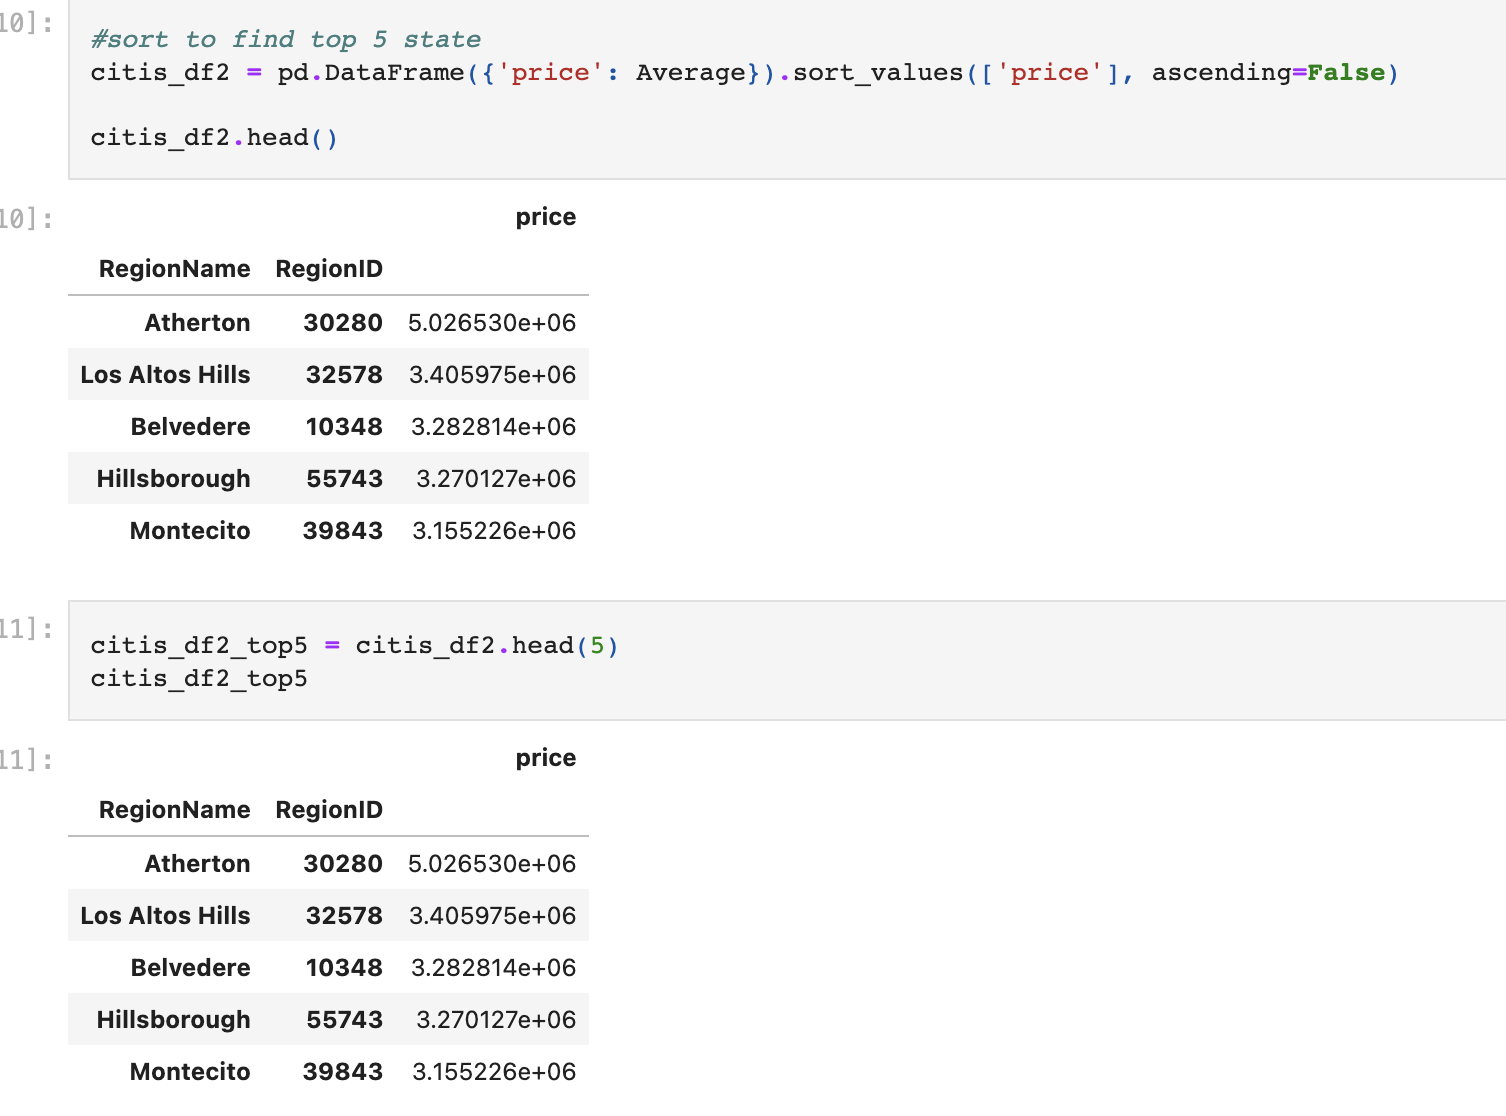 10]:
#sort to find top 5 state
citis_df2 = pd.DataFrame({'price': Average}).sort_values(['price'], ascending=False)
citis_df2.head()
10]:
price
RegionName RegionID
Atherton 30280 5.026530e+06
Los Altos Hills 32578 3.405975e+06
Belvedere 10348 3.282814e+06
Hillsborough 55743 3.270127e+06
Montecito 39843 3.155226e+06
11]:
citis_df2_top5 = citis_df2.head(5)
citis_df2_top5
11]:
price
RegionName RegionID
Atherton 30280 5.026530e+06
Los Altos Hills 32578 3.405975e+06
Belvedere 10348 3.282814e+06
Hillsborough 55743 3.270127e+06
Montecito 39843 3.155226e+06